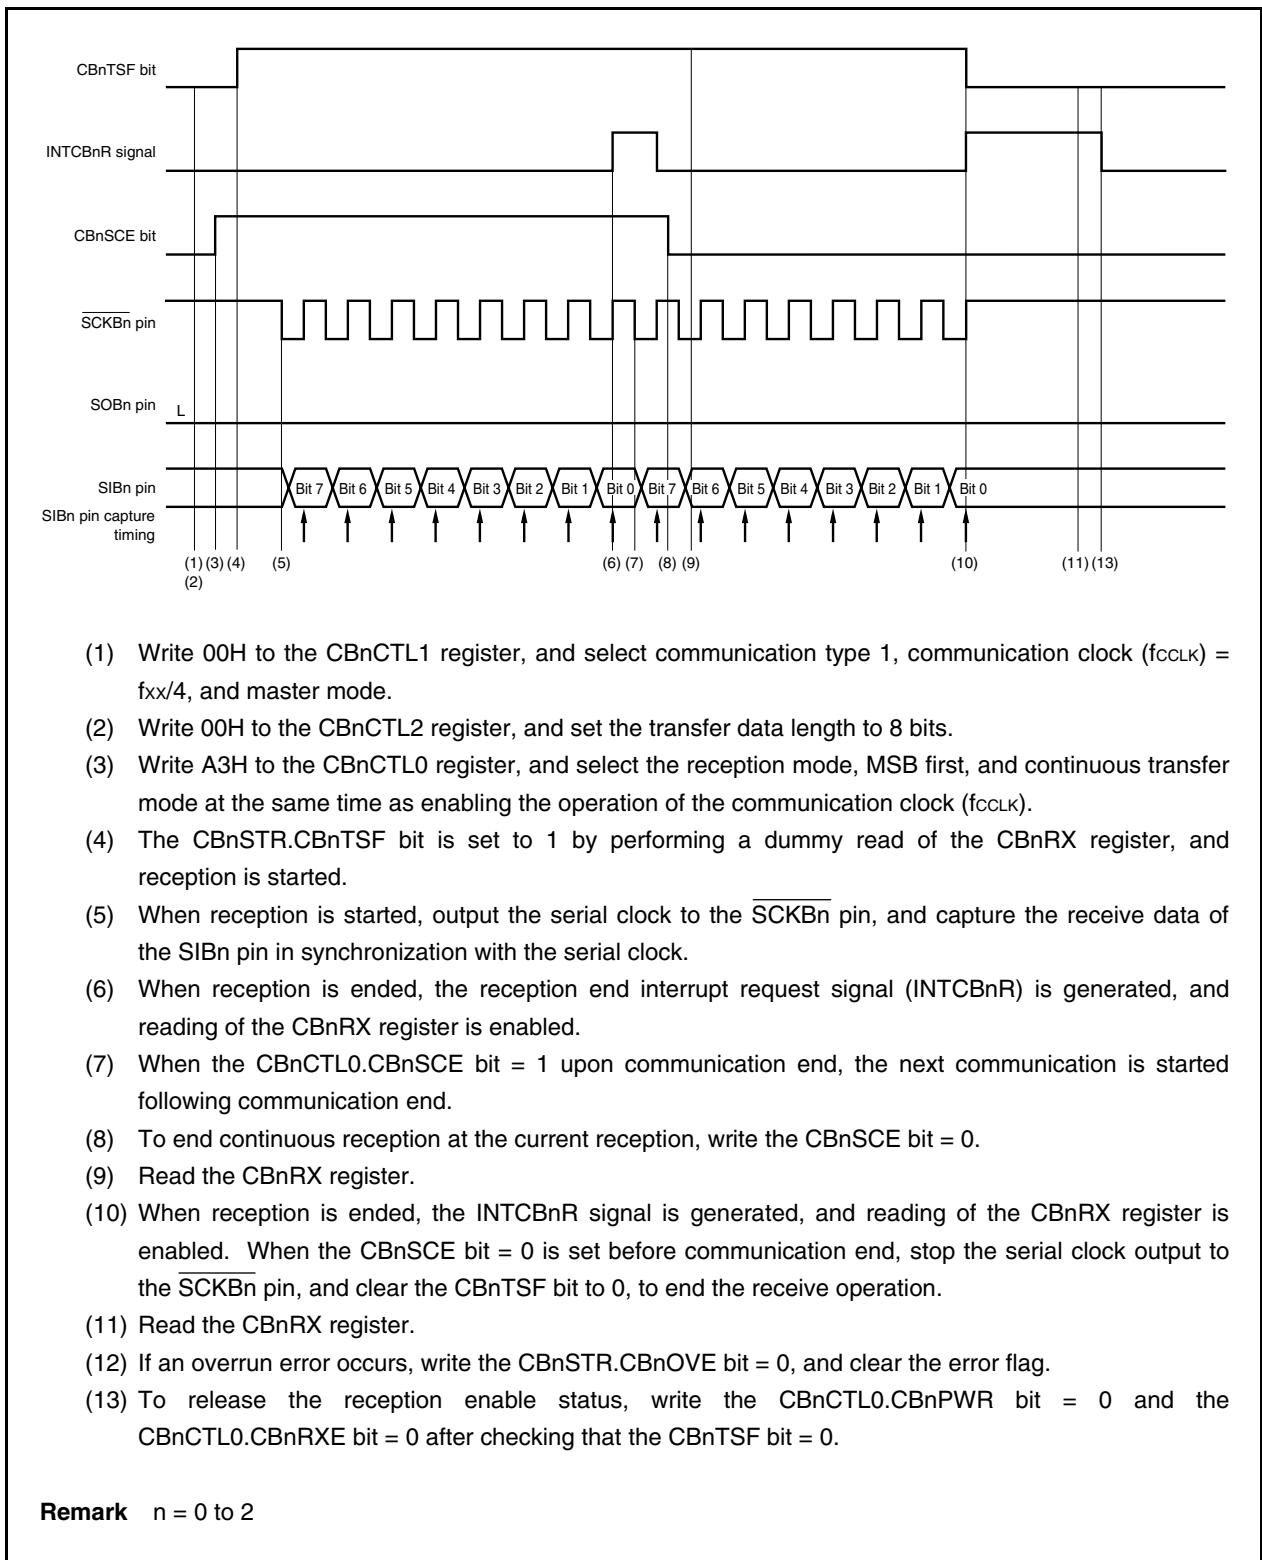 CBnTSF bit
INTCBnR signal
CBnSCE bit
SCKBn pin
SOBn pin L
SIBn pin Bit 7 Bit 6 Bit 5 Bit 4 Bit 3 Bit 2 Bit 1 Bit 0 Bit 7 Bit 6 Bit 5 Bit 4 Bit 3 Bit 2 Bit 1 Bit 0
SIBn pin capture
timing
(1) (3) (4) (5) (6) (7) (8) (9) (10) (11) (13)
(2)
(1) Write 00H to the CBnCTL1 register, and select communication type 1, communication clock (fCCLK) =
fxx/4, and master mode.
(2) Write 00H to the CBnCTL2 register, and set the transfer data length to 8 bits.
(3) Write A3H to the CBnCTL0 register, and select the reception mode, MSB first, and continuous transfer
mode at the same time as enabling the operation of the communication clock (fCCLK).
(4) The CBnSTR.CBnTSF bit is set to 1 by performing a dummy read of the CBnRX register, and
reception is started.
(5) When reception is started, output the serial clock to the SCKBn pin, and capture the receive data of
the SIBn pin in synchronization with the serial clock.
(6) When reception is ended, the reception end interrupt request signal (INTCBnR) is generated, and
reading of the CBnRX register is enabled.
(7) When the CBnCTL0.CBnSCE bit = 1 upon communication end, the next communication is started
following communication end.
(8) To end continuous reception at the current reception, write the CBnSCE bit = 0.
(9) Read the CBnRX register.
(10) When reception is ended, the INTCBnR signal is generated, and reading of the CBnRX register is
enabled. When the CBnSCE bit = 0 is set before communication end, stop the serial clock output to
the SCKBn pin, and clear the CBnTSF bit to 0, to end the receive operation.
(11) Read the CBnRX register.
(12) If an overrun error occurs, write the CBnSTR.CBnOVE bit = 0, and clear the error flag.
(13) To release the reception enable status, write the CBnCTL0.CBnPWR bit = 0 and the
CBnCTL0.CBnRXE bit = 0 after checking that the CBnTSF bit = 0.
Remark n = 0 to 2